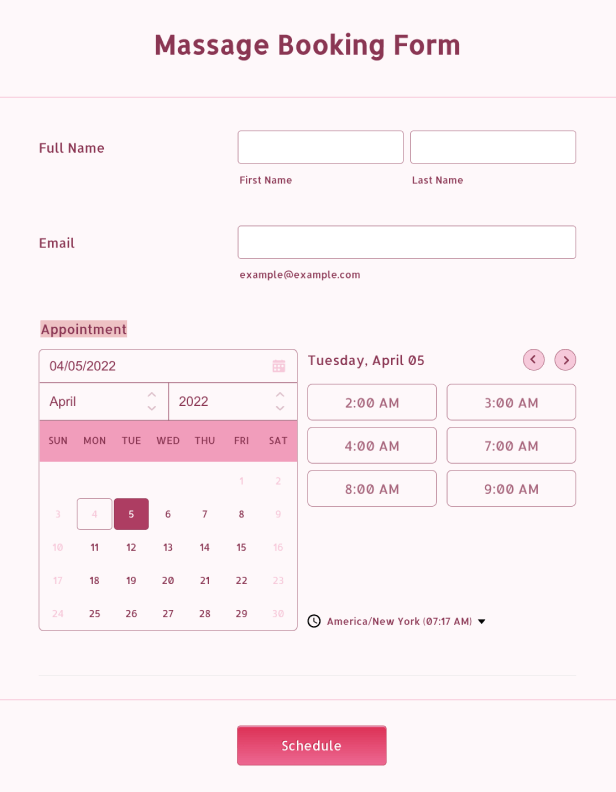 Massage Booking Form
Full Name
First Name Last Name
Email
example@example.com
Appointment
04/05/2022
April 2022
SUN MON TUE WED THU FRI SAT
1 2
3 4 5 6 7 8 9
10 11 12 13 14 15 16
17 18 19 20 21 22 23
24 25 26 27 28 29 30
Tuesday, April 05
2:00 AM 3:00 AM
4:00 AM 7:00 AM
8:00 AM 9:00 AM
America/New York (07:17 AM)
Schedule